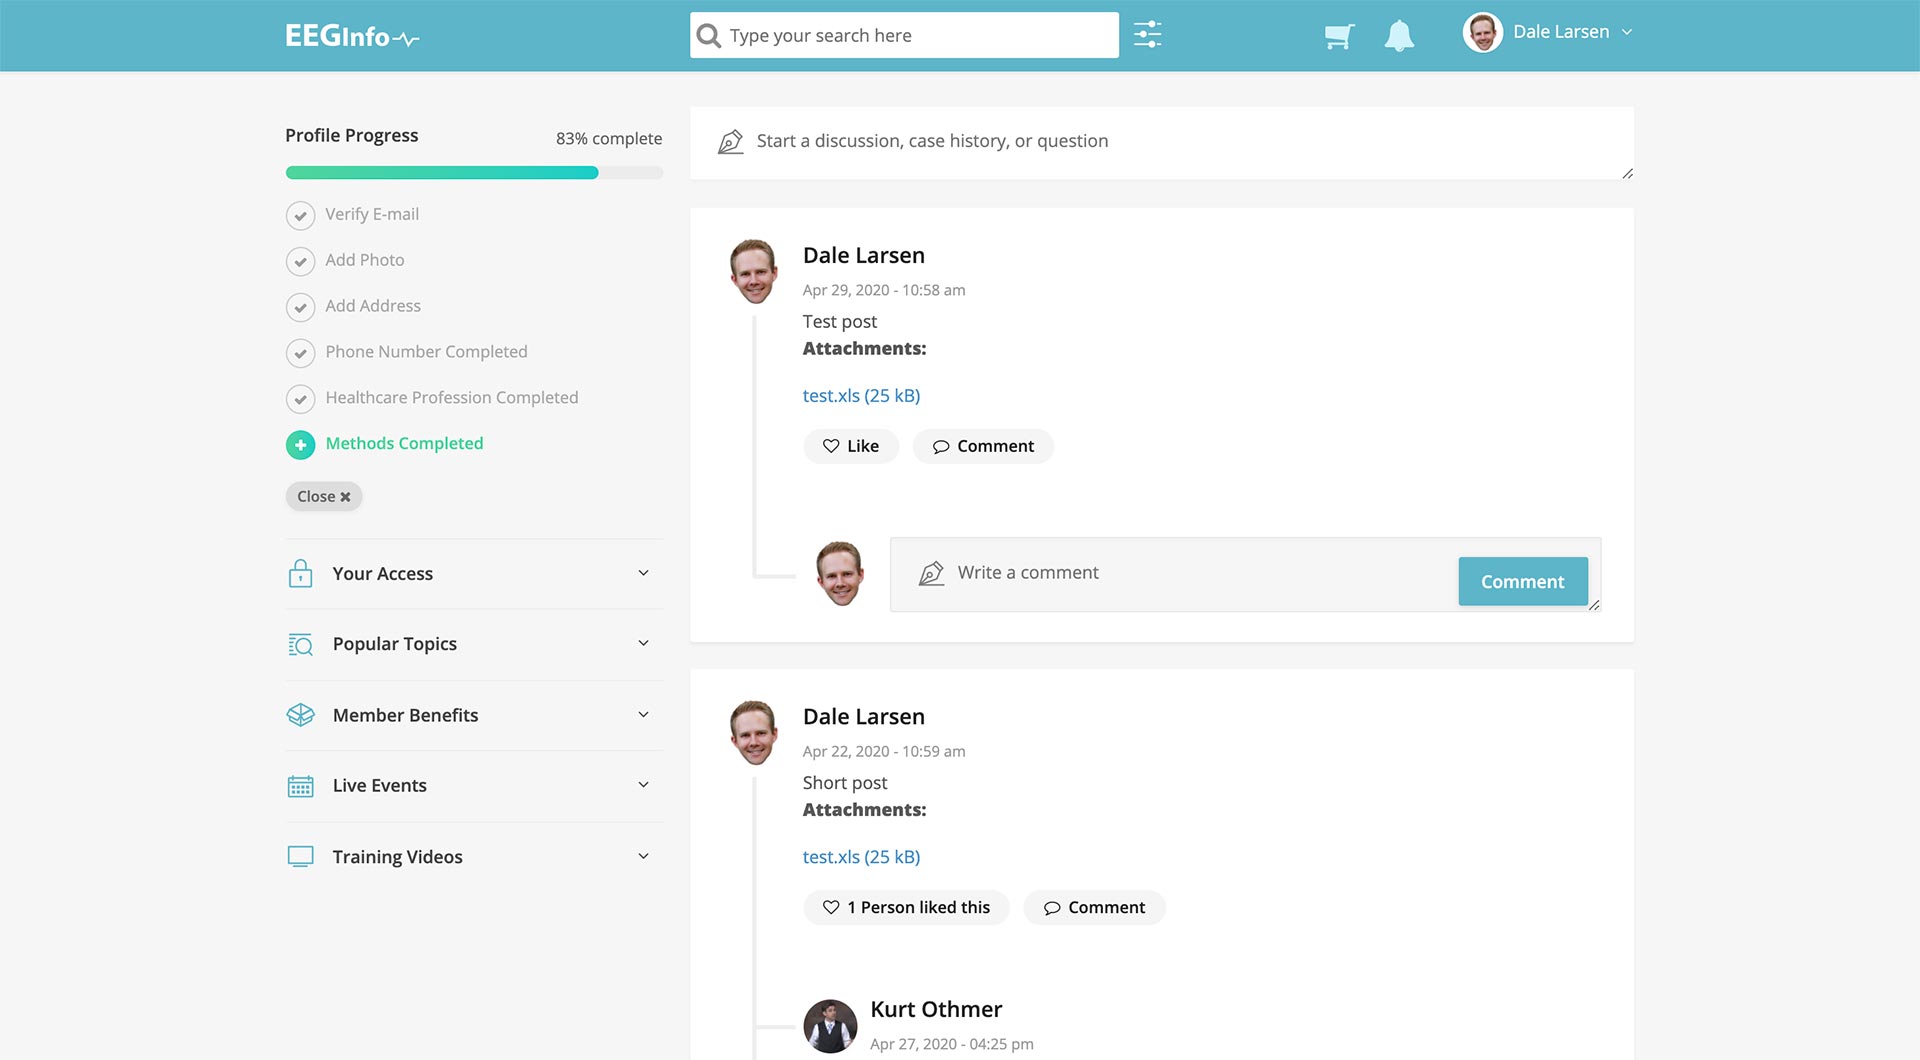 EEGInfo
Type your search here
Dale Larsen
Profile Progress
83% complete
Verify E-mail
Add Photo
Add Address
Phone Number Completed
Healthcare Profession Completed
Methods Completed
Close
Your Access
Popular Topics
Member Benefits
Live Events
Training Videos
Start a discussion, case history, or question
Dale Larsen
Apr 29, 2020 - 10:58 am
Test post
Attachments:
test.xls (25 kB)
Like
Comment
Write a comment
Comment
Dale Larsen
Apr 22, 2020 - 10:59 am
Short post
Attachments:
test.xls (25 kB)
1 Person liked this
Comment
Kurt Othmer
Apr 27, 2020 - 04:25 pm